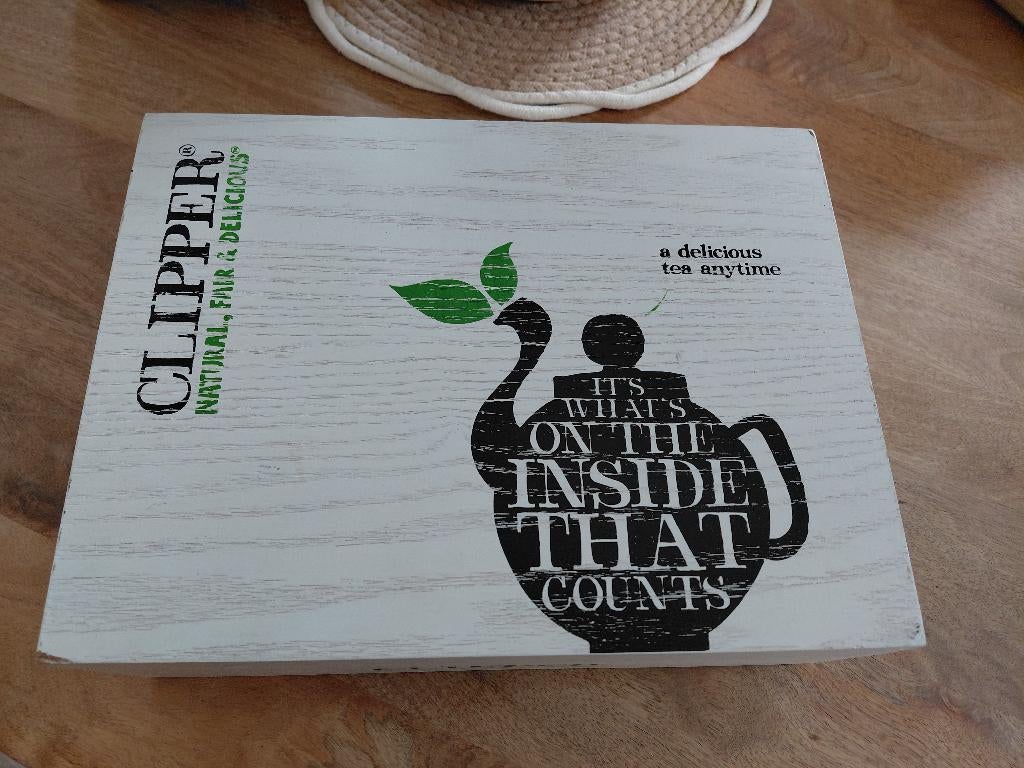 CLIPPER®
NATURAL, FAIR & DELICIOUS®
a delicious
tea anytime
IT'S
WHAT'S
ON THE
INSIDE
THAT
COUNTS